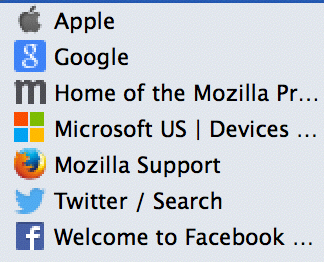 Apple
Google
Home of the Mozilla Pr...
Microsoft US | Devices ...
Mozilla Support
Twitter / Search
Welcome to Facebook ...